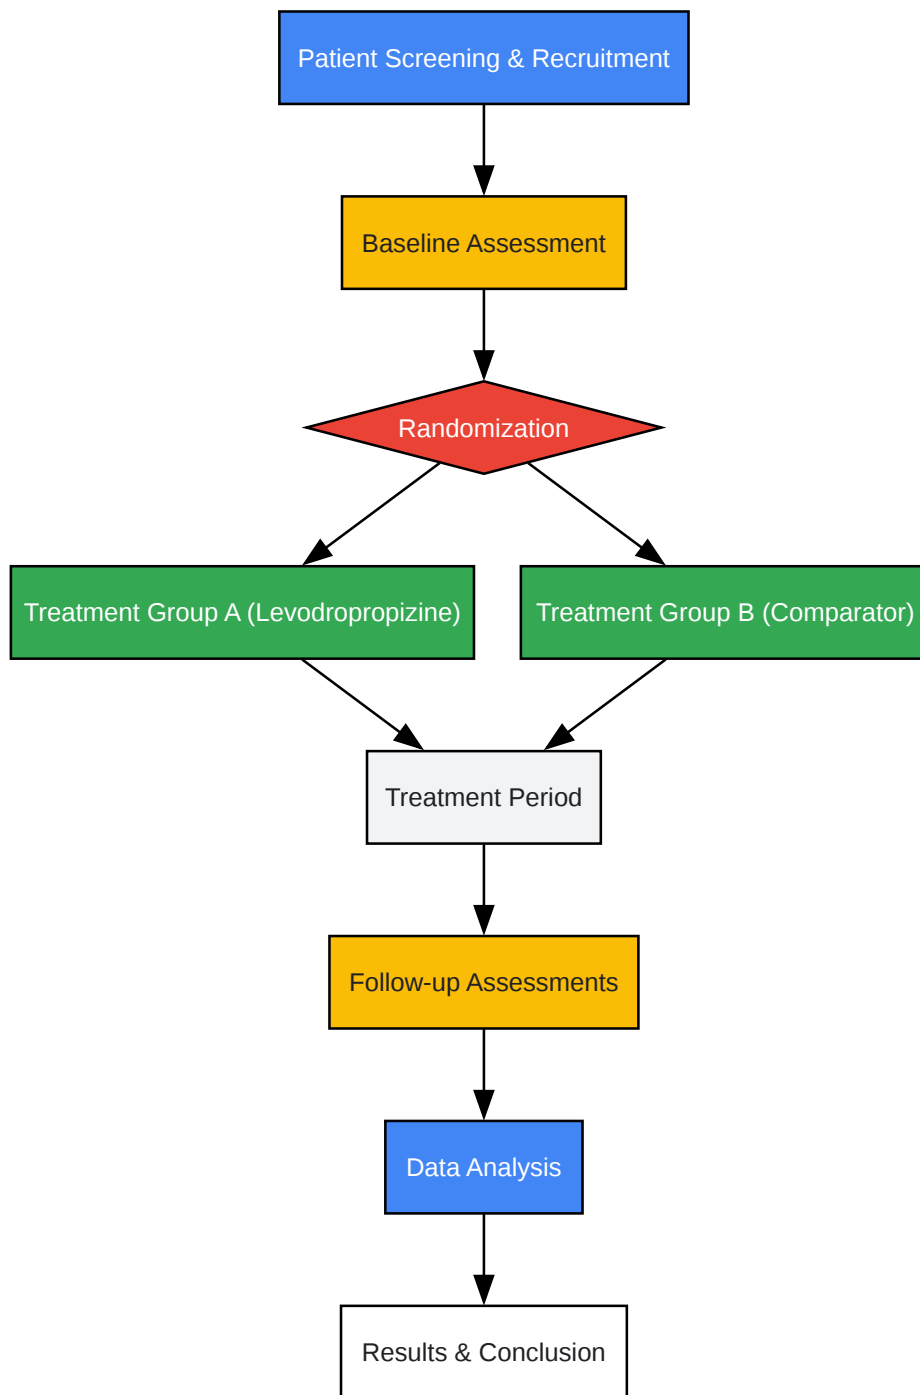 Patient Screening & Recruitment
Baseline Assessment
Randomization
Treatment Group A (Levodropropizine)
Treatment Group B (Comparator)
Treatment Period
Follow-up Assessments
Data Analysis
Results & Conclusion